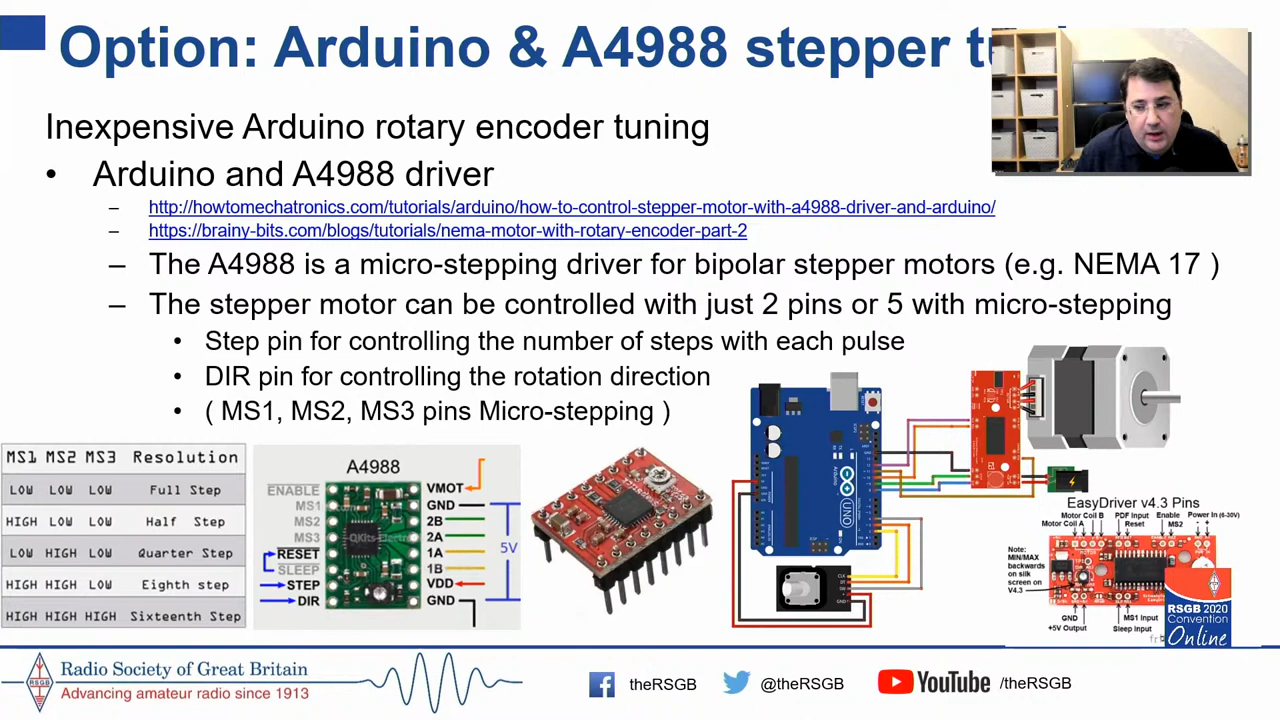 Option: Arduino & A4988 stepper
Inexpensive Arduino rotary encoder tuning
• Arduino and A4988 driver
– http://howtomechatronics.com/tutorials/arduino/how-to-control-stepper-motor-with-a4988-driver-and-arduino/
– https://brainy-bits.com/blogs/tutorials/nema-motor-with-rotary-encoder-part-2
– The A4988 is a micro-stepping driver for bipolar stepper motors (e.g. NEMA 17 )
– The stepper motor can be controlled with just 2 pins or 5 with micro-stepping
• Step pin for controlling the number of steps with each pulse
• DIR pin for controlling the rotation direction
• ( MS1, MS2, MS3 pins Micro-stepping )
MS1 MS2 MS3 Resolution
LOW LOW LOW Full Step
HIGH LOW LOW Half Step
LOW HIGH LOW Quarter Step
HIGH HIGH LOW Eighth step
HIGH HIGH HIGH Sixteenth Step
A4988
ENABLE
MS1
MS2
MS3
RESET
SLEEP
STEP
DIR
VMOT
GND
2B
2A
1A
1B
VDD
GND
5V
UNO
Arduino
CLK
DT
SW
+
GND
EasyDriver v4.3 Pins
Motor Coil B PDF Input Enable Power In (6-30V)
Motor Coil A Reset MS2 - +
Note:
MIN/MAX
backwards
on silk
screen on
V4.3
GND MS1 Input
+5V Output Sleep Input
RSGB 2020
Convention
Online
Radio Society of Great Britain
Advancing amateur radio since 1913
RSGB
theRSGB
@theRSGB
YouTube /theRSGB